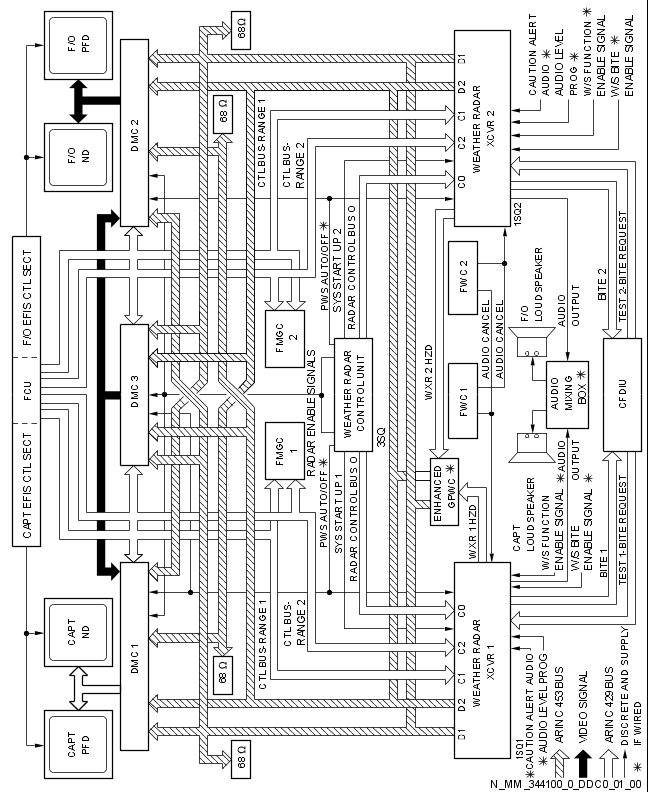 CAPT EFIS CTL SECT
FCU
F/O EFIS CTL SECT
CAPT
PFD
CAPT
ND
F/O
ND
F/O
PFD
DMC 1
DMC 3
DMC 2
68 Ω
68 Ω
68 Ω
68 Ω
CTL BUS-RANGE 1
CTL BUS-
RANGE 2
CTL BUS-RANGE 1
CTL BUS-
RANGE 2
FMGC
1
FMGC
2
RADAR ENABLE SIGNALS
PWS AUTO/OFF *
SYS START UP 1
RADAR CONTROL BUS O
PWS AUTO/OFF *
SYS START UP 2
RADAR CONTROL BUS O
WEATHER RADAR
CONTROL UNIT
3SQ
D1
D2
C1
C2
C0
WEATHER RADAR
XCVR 1
1SQ1
C0
C2
C1
D2
D1
WEATHER RADAR
XCVR 2
1SQ2
WXR 2 HZD
WXR 1 HZD
ENHANCED
GPWC *
FWC 1
FWC 2
AUDIO CANCEL
AUDIO CANCEL
CAPT
LOUDSPEAKER
F/O
LOUDSPEAKER
AUDIO
MIXING
BOX *
AUDIO
OUTPUT
AUDIO
OUTPUT
W/S FUNCTION
ENABLE SIGNAL *
W/S BITE
ENABLE SIGNAL *
BITE 1
TEST 1-BITE REQUEST
BITE 2
TEST 2-BITE REQUEST
CFDIU
CAUTION ALERT
AUDIO *
AUDIO LEVEL
PROG *
W/S FUNCTION *
ENABLE SIGNAL
W/S BITE *
ENABLE SIGNAL
* CAUTION ALERT AUDIO
* AUDIO LEVEL PROG
ARINC 453 BUS
VIDEO SIGNAL
ARINC 429 BUS
DISCRETE AND SUPPLY
* IF WIRED
N_MM_344100_0_DDC0_01_00